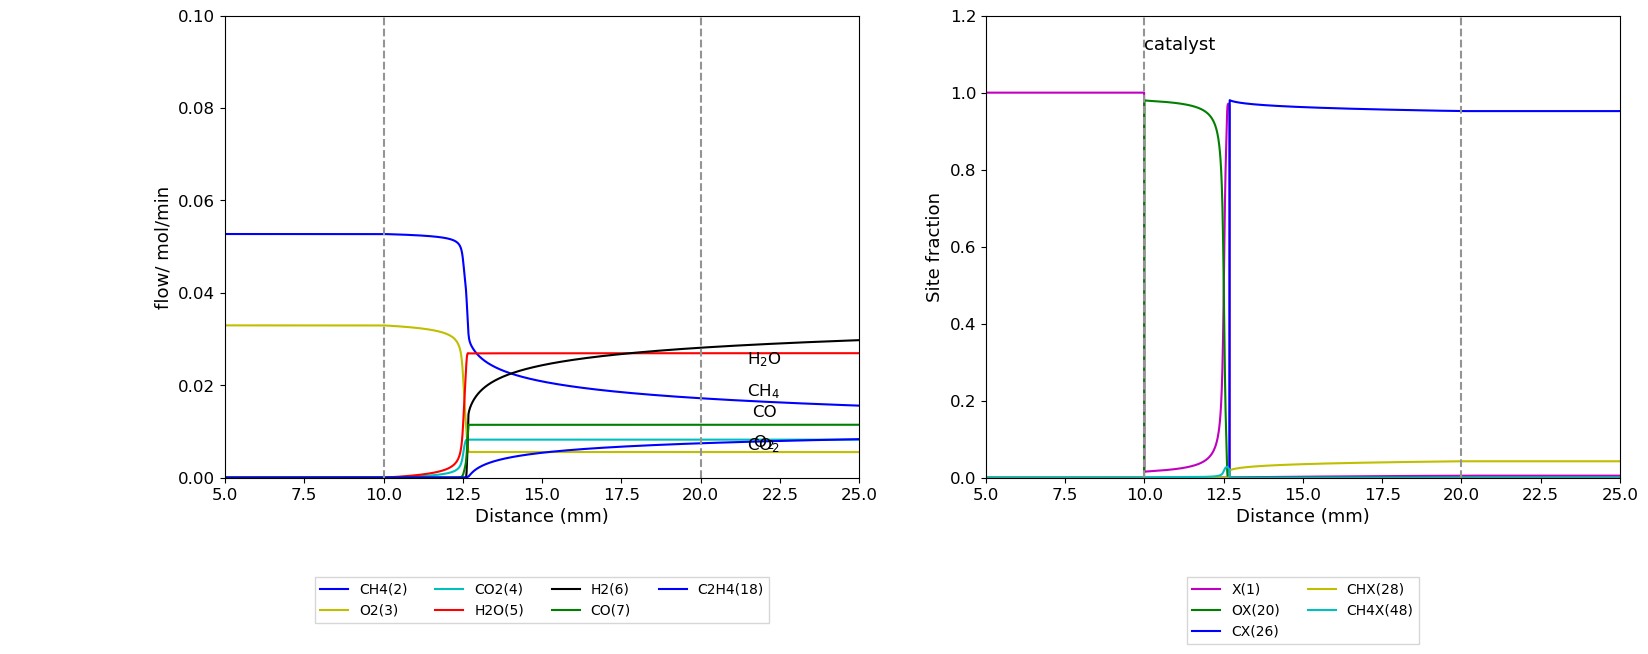 0.10
0.08
0.06
0.04
0.02
0.00
flow/ mol/min
H₂O
CH₄
CO
O₂
CO₂
5.0 7.5 10.0 12.5 15.0 17.5 20.0 22.5 25.0
Distance (mm)
CH4(2) CO2(4) H2(6) C2H4(18)
O2(3) H2O(5) CO(7)
1.2
1.0
0.8
0.6
0.4
0.2
0.0
Site fraction
catalyst
5.0 7.5 10.0 12.5 15.0 17.5 20.0 22.5 25.0
Distance (mm)
X(1) CHX(28)
OX(20) CH4X(48)
CX(26)